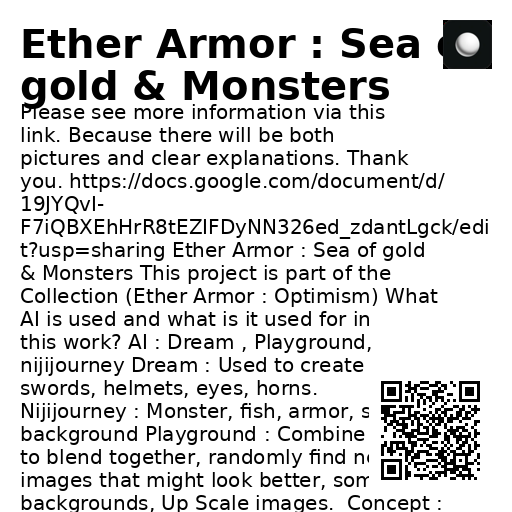 Ether Armor : Sea
gold & Monsters
Please see more information via this
link. Because there will be both
pictures and clear explanations. Thank
you. https://docs.google.com/document/d/
19JYQvI-
F7iQBXEhHrR8tEZIFDyNN326ed_zdantLgck/edi
t?usp=sharing Ether Armor : Sea of gold
& Monsters This project is part of the
Collection (Ether Armor : Optimism) What
AI is used and what is it used for in
this work? AI : Dream , Playground,
nijijourney Dream : Used to create
swords, helmets, eyes, horns.
Nijijourney : Monster, fish, armor,
background Playground : Combine
to blend together, randomly find
images that might look better,
backgrounds, Up Scale images.  Concept :